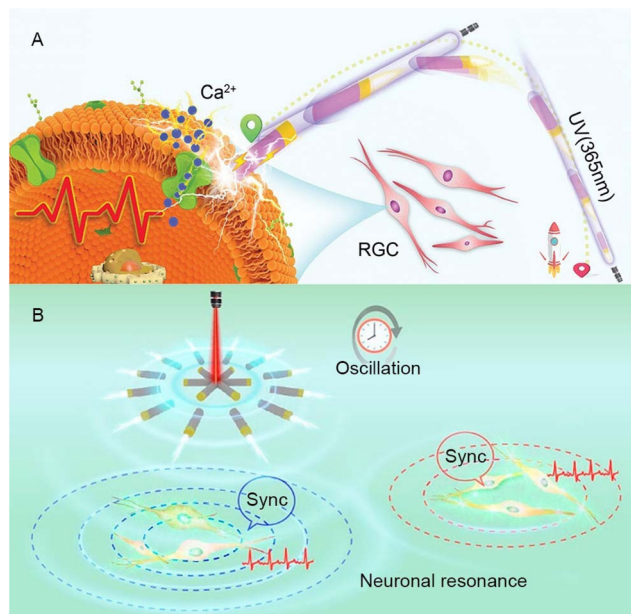 A
Ca²⁺
UV(365nm)
RGC
B
Oscillation
Sync
Sync
Neuronal resonance